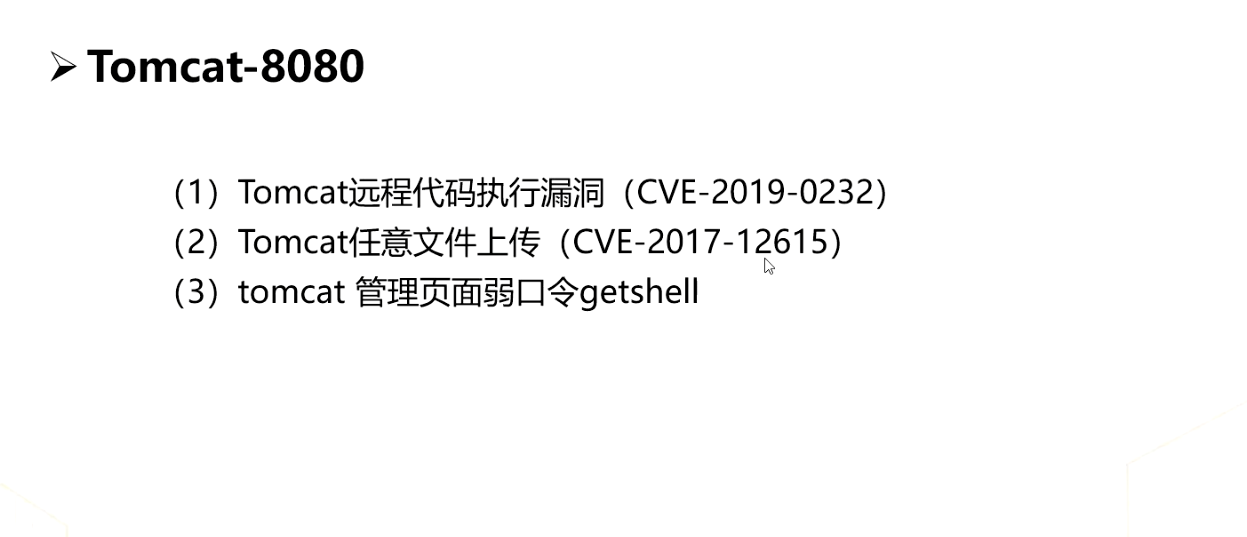 ➢ Tomcat-8080
（1）Tomcat远程代码执行漏洞（CVE-2019-0232）
（2）Tomcat任意文件上传（CVE-2017-12615）
（3）tomcat 管理页面弱口令getshell